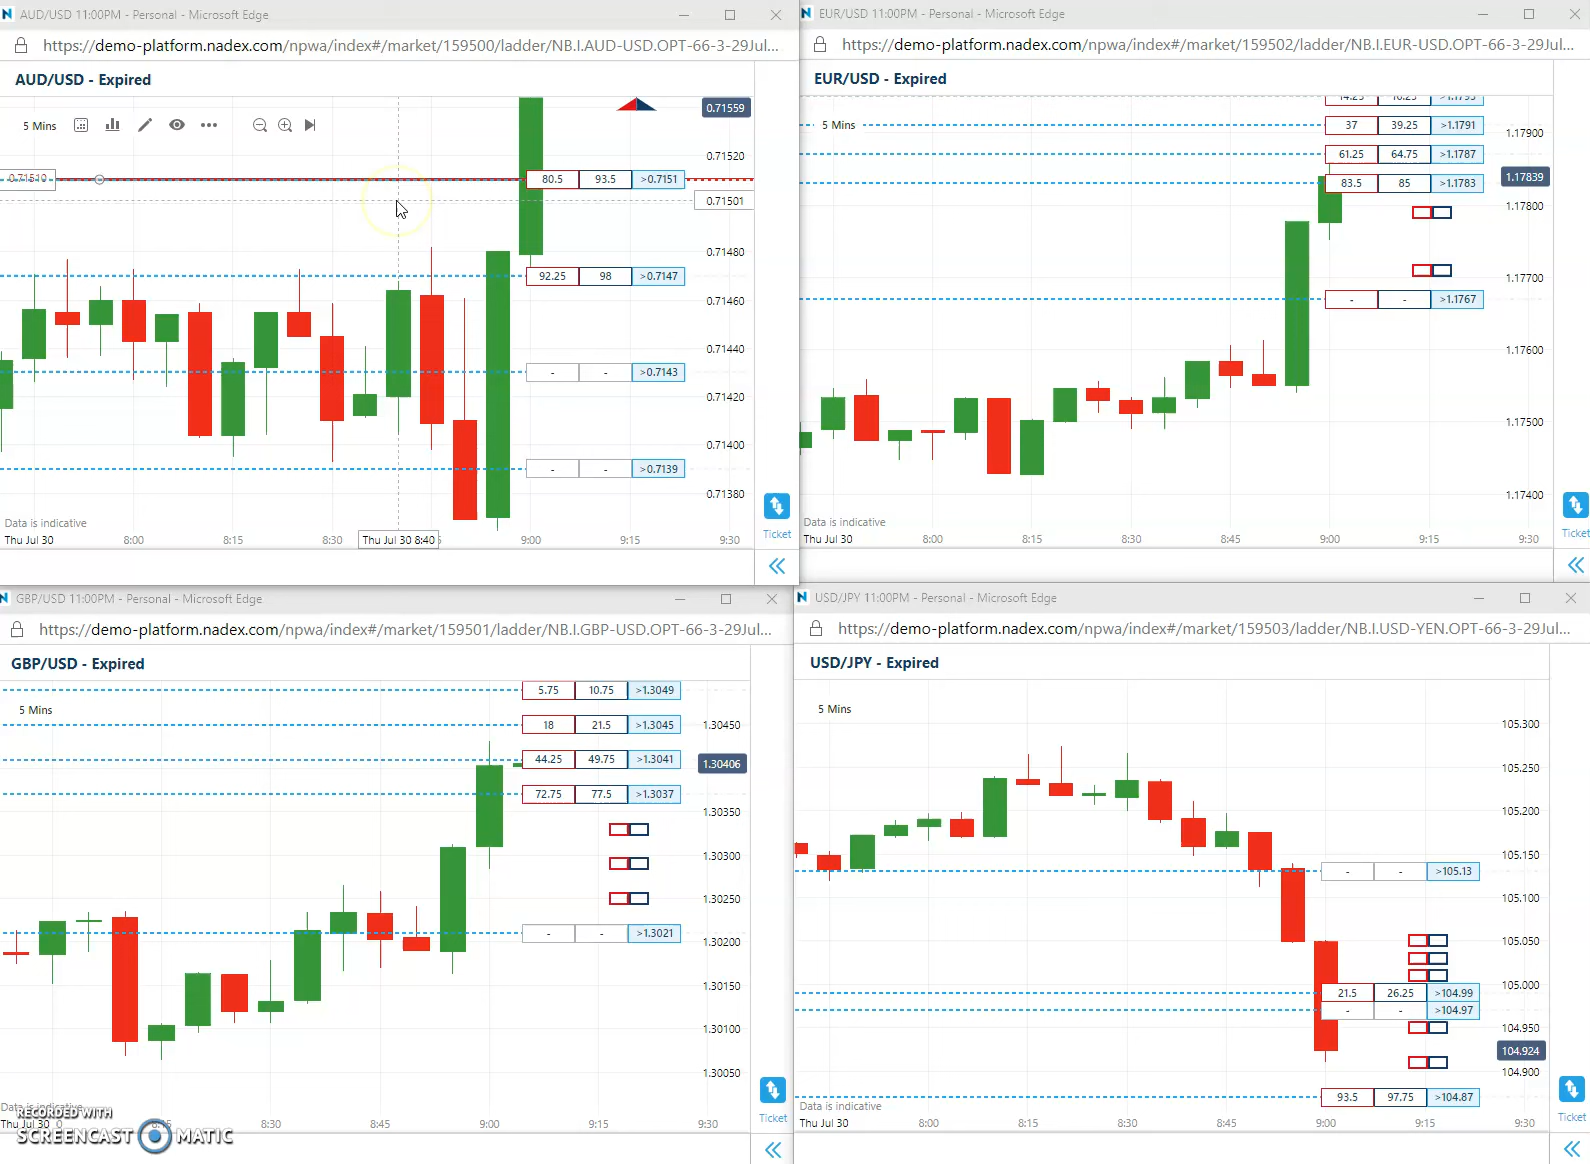 AUD/USD 11:00PM - Personal - Microsoft Edge
https://demo-platform.nadex.com/npwa/index#/market/159500/ladder/NB.I.AUD-USD.OPT-66-3-29Jul...
AUD/USD - Expired
5 Mins
0.71559
0.71520
0.71510
80.5 93.5 >0.7151
0.71501
0.71480
92.25 98 >0.7147
0.71460
0.71440
- - >0.7143
0.71420
0.71400
- - >0.7139
0.71380
Data is indicative
Thu Jul 30 8:00 8:15 8:30 Thu Jul 30 8:40 9:00 9:15 9:30
Ticket
EUR/USD 11:00PM - Personal - Microsoft Edge
https://demo-platform.nadex.com/npwa/index#/market/159502/ladder/NB.I.EUR-USD.OPT-66-3-29Jul...
EUR/USD - Expired
14.25 16.25 >1.1795
5 Mins
37 39.25 >1.1791
1.17900
61.25 64.75 >1.1787
83.5 85 >1.1783
1.17839
1.17800
1.17700
- - >1.1767
1.17600
1.17500
1.17400
Data is indicative
Thu Jul 30 8:00 8:15 8:30 8:45 9:00 9:15 9:30
Ticket
GBP/USD 11:00PM - Personal - Microsoft Edge
https://demo-platform.nadex.com/npwa/index#/market/159501/ladder/NB.I.GBP-USD.OPT-66-3-29Jul...
GBP/USD - Expired
5.75 10.75 >1.3049
5 Mins
18 21.5 >1.3045
1.30450
44.25 49.75 >1.3041
1.30406
72.75 77.5 >1.3037
1.30350
1.30300
1.30250
- - >1.3021
1.30200
1.30150
1.30100
1.30050
Data is indicative
Thu Jul 30 8:15 8:30 8:45 9:00 9:15 9:30
RECORDED WITH
SCREENCAST MATIC
Ticket
USD/JPY 11:00PM - Personal - Microsoft Edge
https://demo-platform.nadex.com/npwa/index#/market/159503/ladder/NB.I.USD-YEN.OPT-66-3-29Jul...
USD/JPY - Expired
5 Mins
105.300
105.250
105.200
105.150
- - >105.13
105.100
105.050
105.000
21.5 26.25 >104.99
- - >104.97
104.950
104.924
104.900
93.5 97.75 >104.87
Data is indicative
Thu Jul 30 8:00 8:15 8:30 8:45 9:00 9:15 9:30
Ticket